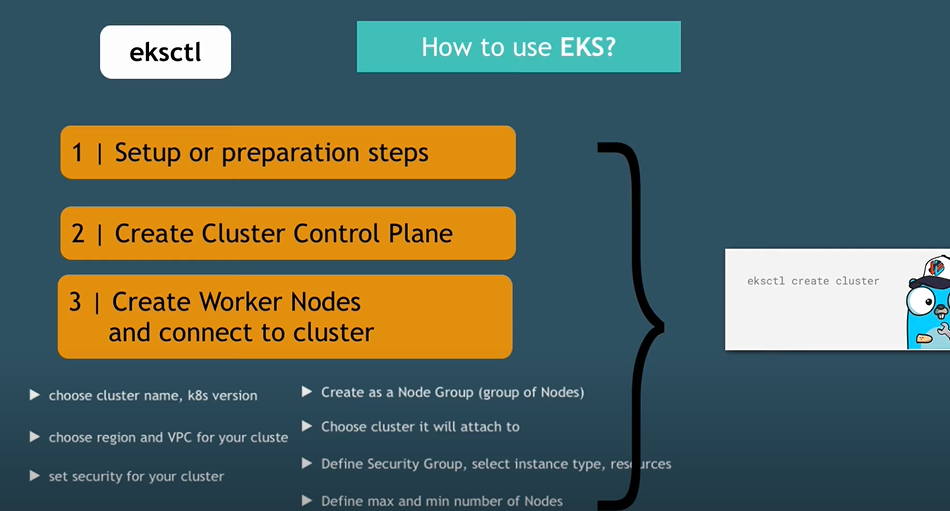 eksctl
How to use EKS?
1 | Setup or preparation steps
2 | Create Cluster Control Plane
3 | Create Worker Nodes
and connect to cluster
eksctl create cluster
choose cluster name, k8s version
choose region and VPC for your cluste
set security for your cluster
Create as a Node Group (group of Nodes)
Choose cluster it will attach to
Define Security Group, select instance type, resources
Define max and min number of Nodes